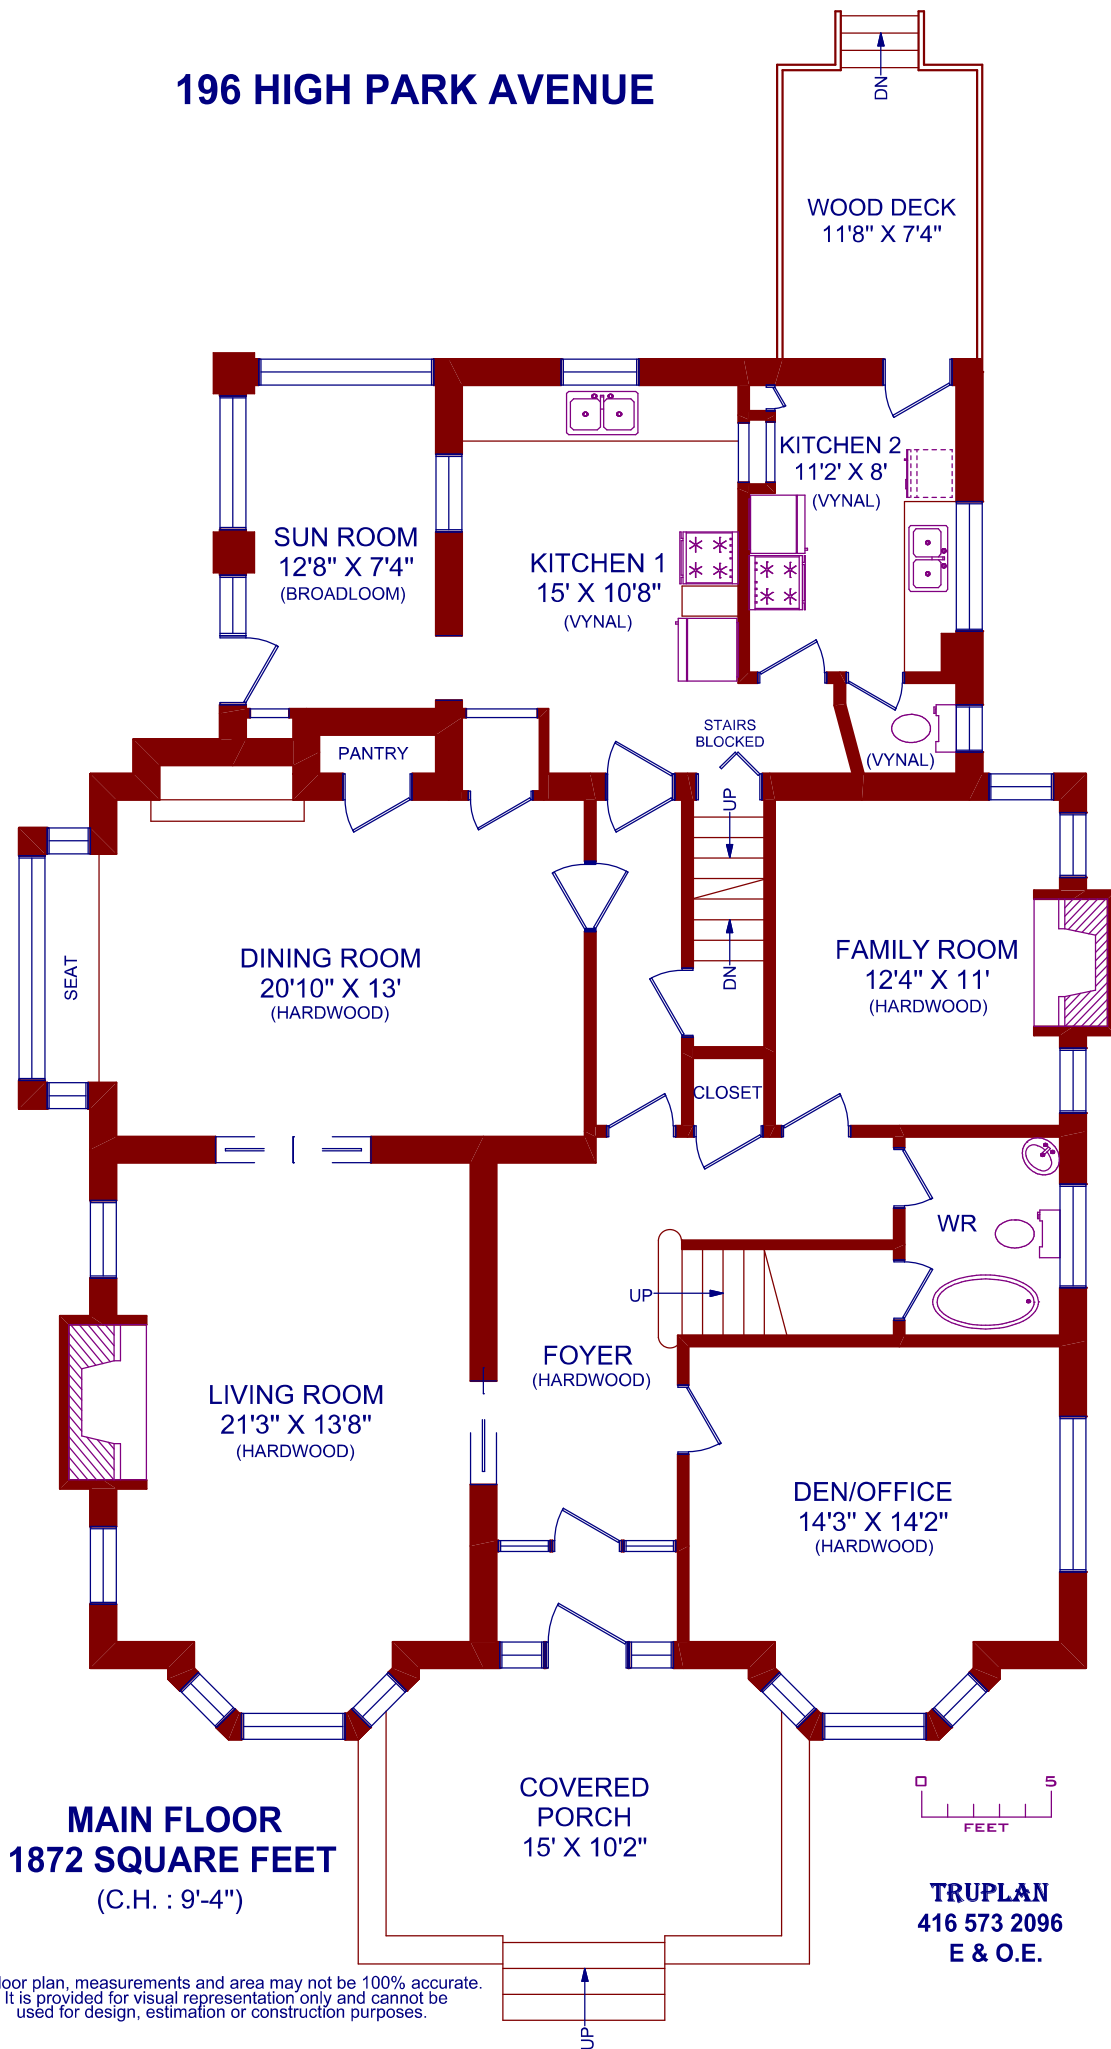 196 HIGH PARK AVENUE
DN
WOOD DECK
11'8" X 7'4"
KITCHEN 2
11'2' X 8'
(VYNAL)
SUN ROOM
12'8" X 7'4"
(BROADLOOM)
KITCHEN 1
15' X 10'8"
(VYNAL)
STAIRS
BLOCKED
(VYNAL)
PANTRY
UP
DINING ROOM
20'10" X 13'
(HARDWOOD)
SEAT
DN
FAMILY ROOM
12'4" X 11'
(HARDWOOD)
CLOSET
WR
UP
FOYER
(HARDWOOD)
LIVING ROOM
21'3" X 13'8"
(HARDWOOD)
DEN/OFFICE
14'3" X 14'2"
(HARDWOOD)
COVERED
PORCH
15' X 10'2"
UP
0 5
FEET
MAIN FLOOR
1872 SQUARE FEET
(C.H. : 9'-4")
TRUPLAN
416 573 2096
E & O.E.
loor plan, measurements and area may not be 100% accurate.
It is provided for visual representation only and cannot be
used for design, estimation or construction purposes.